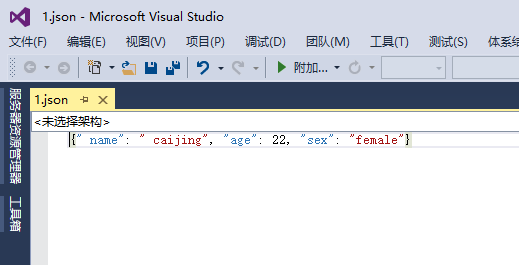 1.json - Microsoft Visual Studio
文件(F) 编辑(E) 视图(V) 项目(P) 调试(D) 团队(M) 工具(T) 测试(S) 体系结
附加...
服务器资源管理器
工具箱
1.json
<未选择架构>
{" name": " caijing", "age": 22, "sex": "female"}